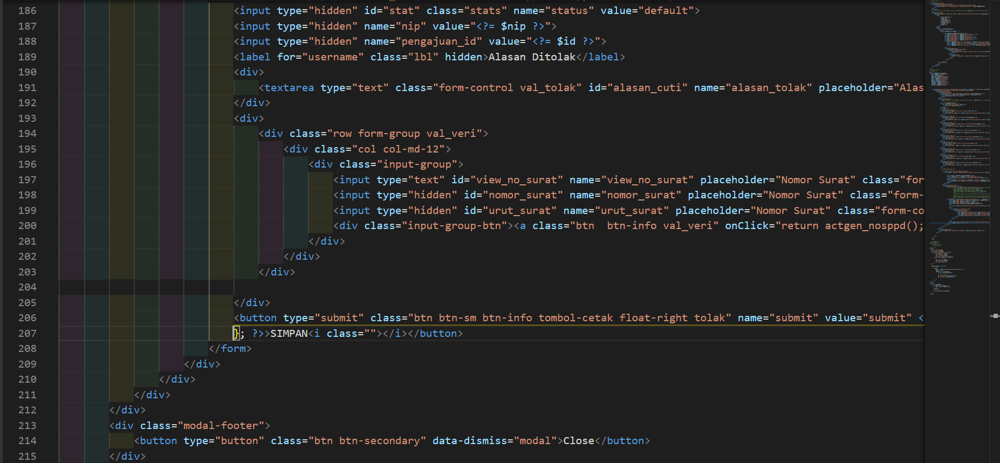 186 <input type="hidden" id="stat" class="stats" name="status" value="default">
187 <input type="hidden" name="nip" value="<?= $nip ?>">
188 <input type="hidden" name="pengajuan_id" value="<?= $id ?>">
189 <label for="username" class="lbl" hidden>Alasan Ditolak</label>
190 <div>
191 <textarea type="text" class="form-control val_tolak" id="alasan_cuti" name="alasan_tolak" placeholder="Alas
192 </div>
193 <div>
194 <div class="row form-group val_veri">
195 <div class="col col-md-12">
196 <div class="input-group">
197 <input type="text" id="view_no_surat" name="view_no_surat" placeholder="Nomor Surat" class="for
198 <input type="hidden" id="nomor_surat" name="nomor_surat" placeholder="Nomor Surat" class="form-
199 <input type="hidden" id="urut_surat" name="urut_surat" placeholder="Nomor Surat" class="form-co
200 <div class="input-group-btn"><a class="btn  btn-info val_veri" onClick="return actgen_nosppd();
201 </div>
202 </div>
203 </div>
204
205 </div>
206 <button type="submit" class="btn btn-sm btn-info tombol-cetak float-right tolak" name="submit" value="submit" <
207 }; ?>>SIMPAN<i class=""></i></button>
208 </form>
209 </div>
210 </div>
211 </div>
212 </div>
213 <div class="modal-footer">
214 <button type="button" class="btn btn-secondary" data-dismiss="modal">Close</button>
215 </div>